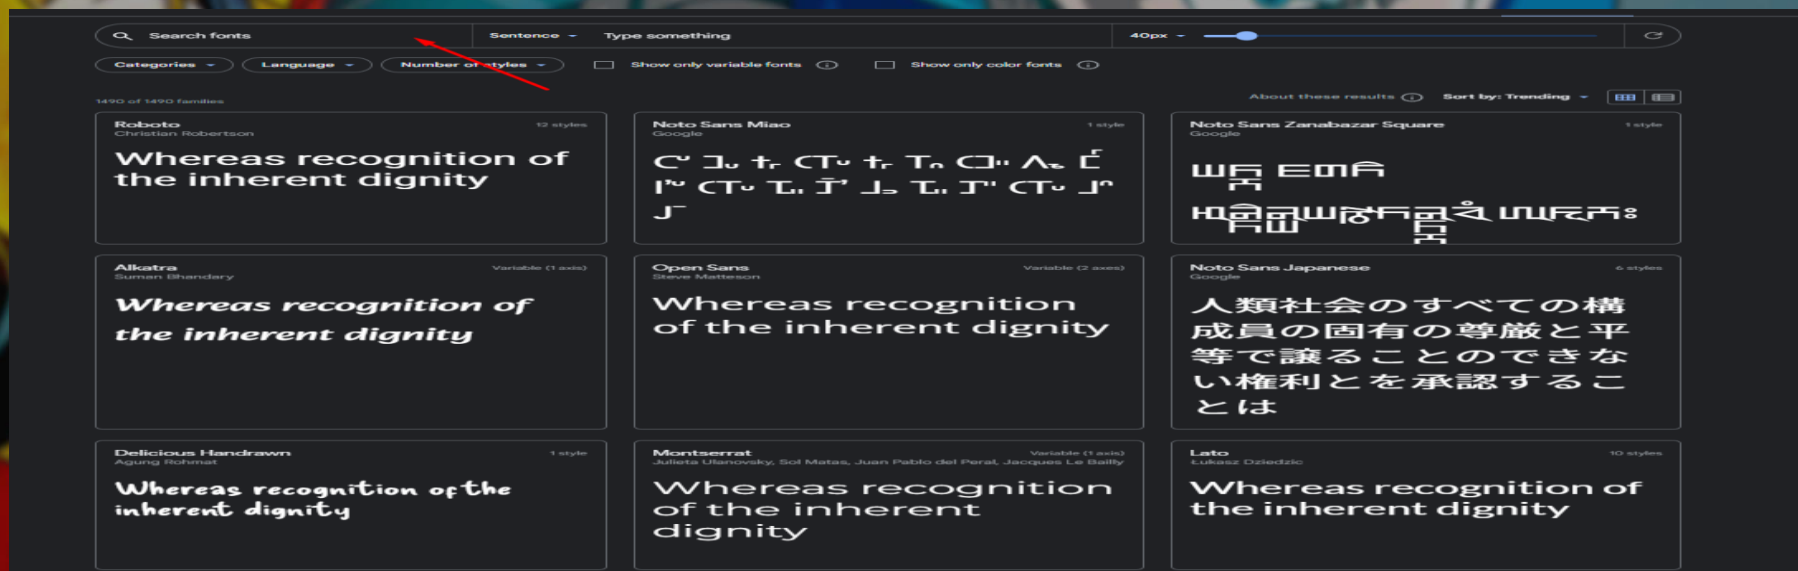 Search fonts
Sentence
Type something
40px
Categories
Language
Number of styles
Show only variable fonts
Show only color fonts
1490 of 1490 families
About these results
Sort by: Trending
Roboto
12 styles
Christian Robertson
Whereas recognition of
the inherent dignity
Noto Sans Miao
1 style
Google
Noto Sans Zanabazar Square
1 style
Google
Alkatra
Variable (1 axis)
Suman Bhandary
Whereas recognition of
the inherent dignity
Open Sans
Variable (2 axes)
Steve Matteson
Whereas recognition
of the inherent dignity
Noto Sans Japanese
6 styles
Google
人類社会のすべての構
成員の固有の尊厳と平
等で譲ることのできな
い権利とを承認するこ
とは
Delicious Handrawn
1 style
Agung Rohmat
Whereas recognition of the
inherent dignity
Montserrat
Variable (1 axis)
Julieta Ulanovsky, Sol Matas, Juan Pablo del Peral, Jacques Le Bailly
Whereas recognition
of the inherent
dignity
Lato
10 styles
Łukasz Dziedzic
Whereas recognition of
the inherent dignity